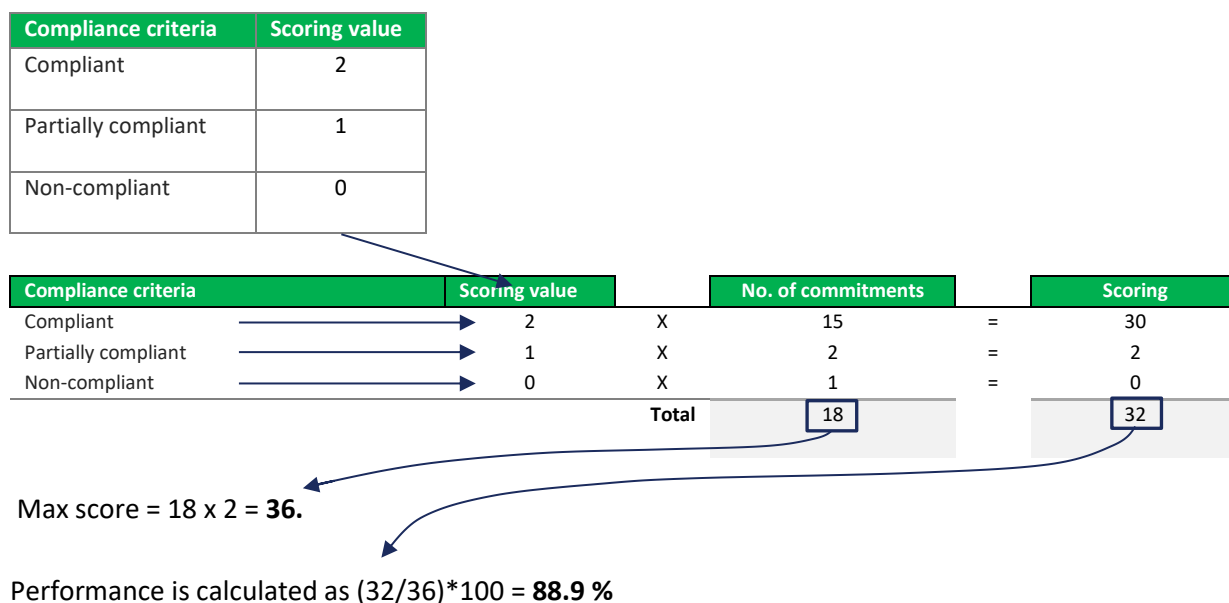 Compliance criteria Scoring value
Compliant 2
Partially compliant 1
Non-compliant 0
Compliance criteria Scoring value No. of commitments Scoring
Compliant 2 X 15 = 30
Partially compliant 1 X 2 = 2
Non-compliant 0 X 1 = 0
Total 18 32
Max score = 18 x 2 = 36.
Performance is calculated as (32/36)*100 = 88.9 %